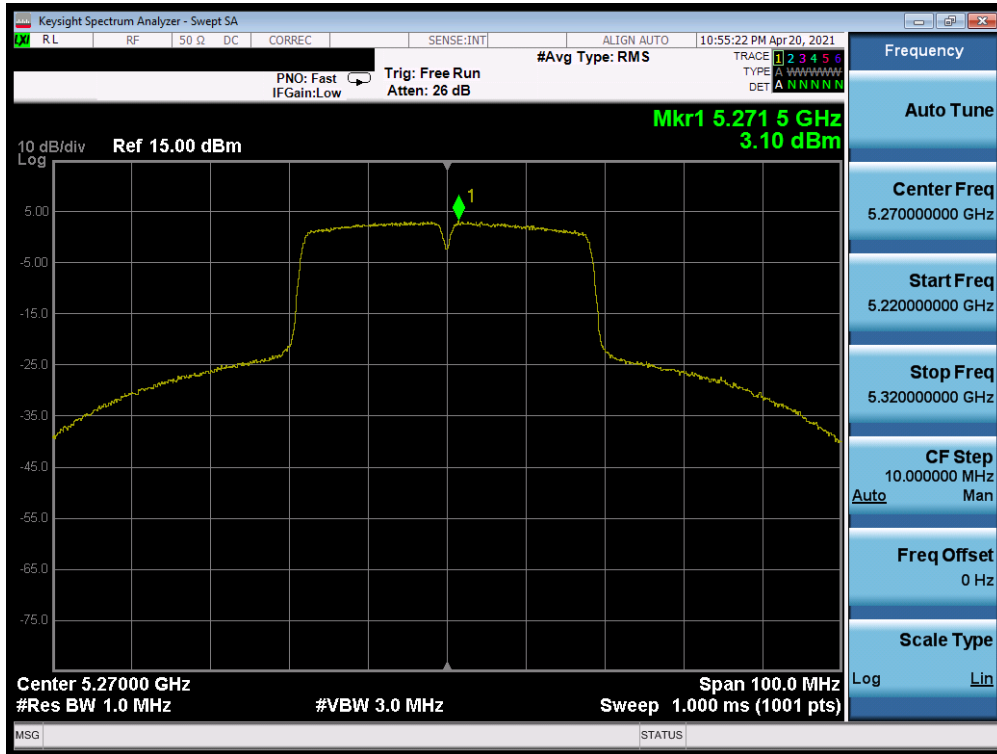 Keysight Spectrum Analyzer - Swept SA
LXI RL RF 50 Ω DC CORREC SENSE:INT ALIGN AUTO 10:55:22 PM Apr 20, 2021
#Avg Type: RMS
TRACE 1 2 3 4 5 6
TYPE A WWWWW
DET A N N N N N
PNO: Fast
IFGain:Low
Trig: Free Run
Atten: 26 dB
Mkr1 5.271 5 GHz
3.10 dBm
10 dB/div Ref 15.00 dBm
Log
1
5.00
-5.00
-15.0
-25.0
-35.0
-45.0
-55.0
-65.0
-75.0
Center 5.27000 GHz Span 100.0 MHz
#Res BW 1.0 MHz #VBW 3.0 MHz Sweep 1.000 ms (1001 pts)
MSG STATUS
Frequency
Auto Tune
Center Freq
5.270000000 GHz
Start Freq
5.220000000 GHz
Stop Freq
5.320000000 GHz
CF Step
10.000000 MHz
Auto Man
Freq Offset
0 Hz
Scale Type
Log Lin